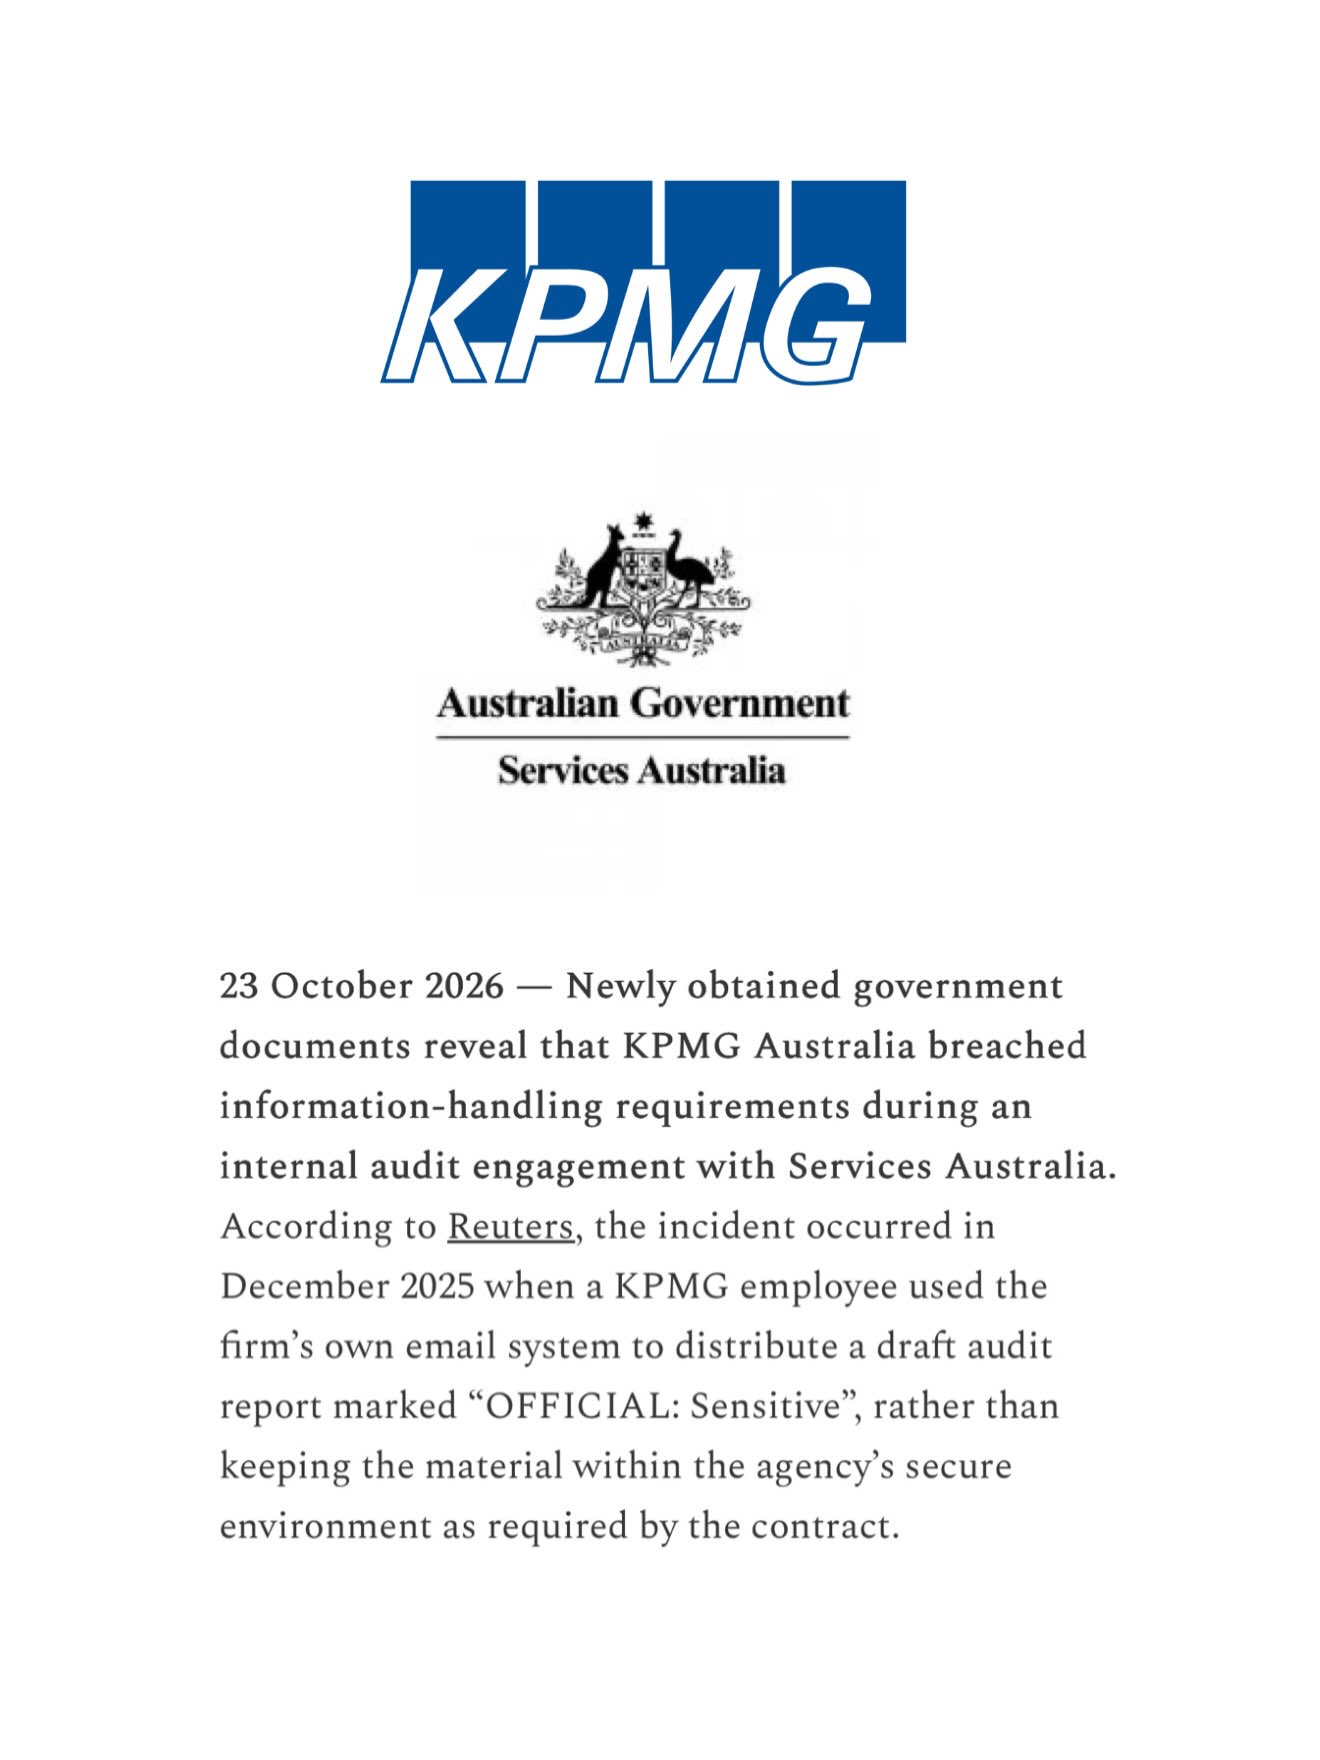 KPMG
AUSTRALIA
Australian Government
Services Australia
23 October 2026 — Newly obtained government
documents reveal that KPMG Australia breached
information-handling requirements during an
internal audit engagement with Services Australia.
According to Reuters, the incident occurred in
December 2025 when a KPMG employee used the
firm’s own email system to distribute a draft audit
report marked “OFFICIAL: Sensitive”, rather than
keeping the material within the agency’s secure
environment as required by the contract.